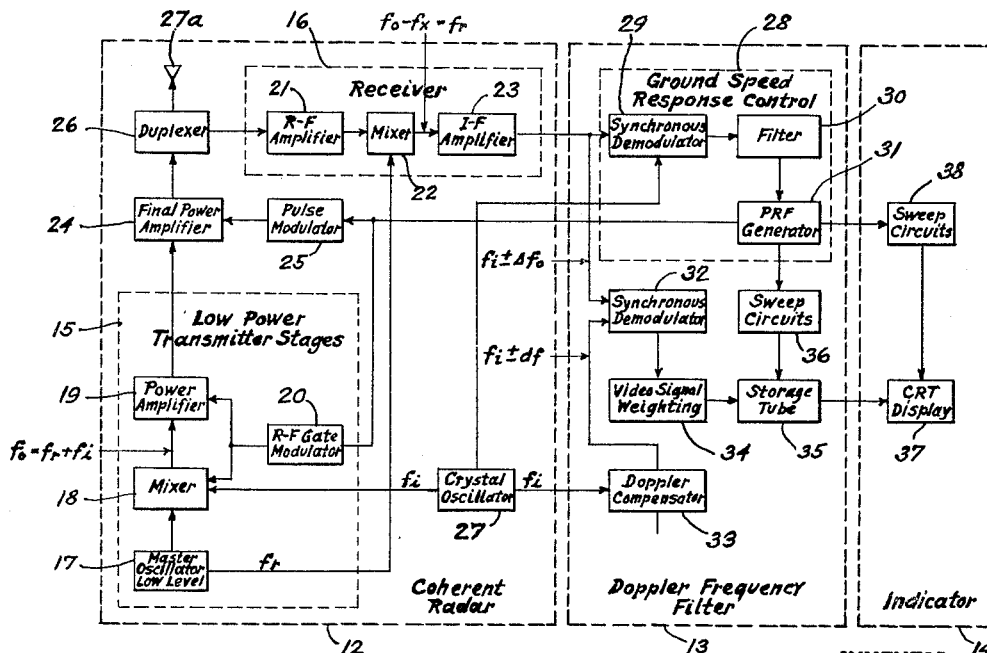 27a
16
fo-fx=fr
29
28
Receiver
Ground Speed
Response Control
21
23
30
26
Duplexer
R-F
Amplifier
Mixer
I-F
Amplifier
Synchronous
Demodulator
Filter
22
31
38
24
Final Power
Amplifier
Pulse
Modulator
PRF
Generator
Sweep
Circuits
25
fi±Δfo
32
15
Low Power
Transmitter Stages
Synchronous
Demodulator
Sweep
Circuits
36
fi±df
19
Power
Amplifier
20
R-F Gate
Modulator
Video Signal
Weighting
Storage
Tube
CRT
Display
34
35
37
fo=fr+fi
18
Mixer
fi
Crystal
Oscillator
fi
Doppler
Compensator
27
33
17
Master
Oscillator
Low Level
fr
Coherent
Radar
Doppler Frequency
Filter
Indicator
12
13
14